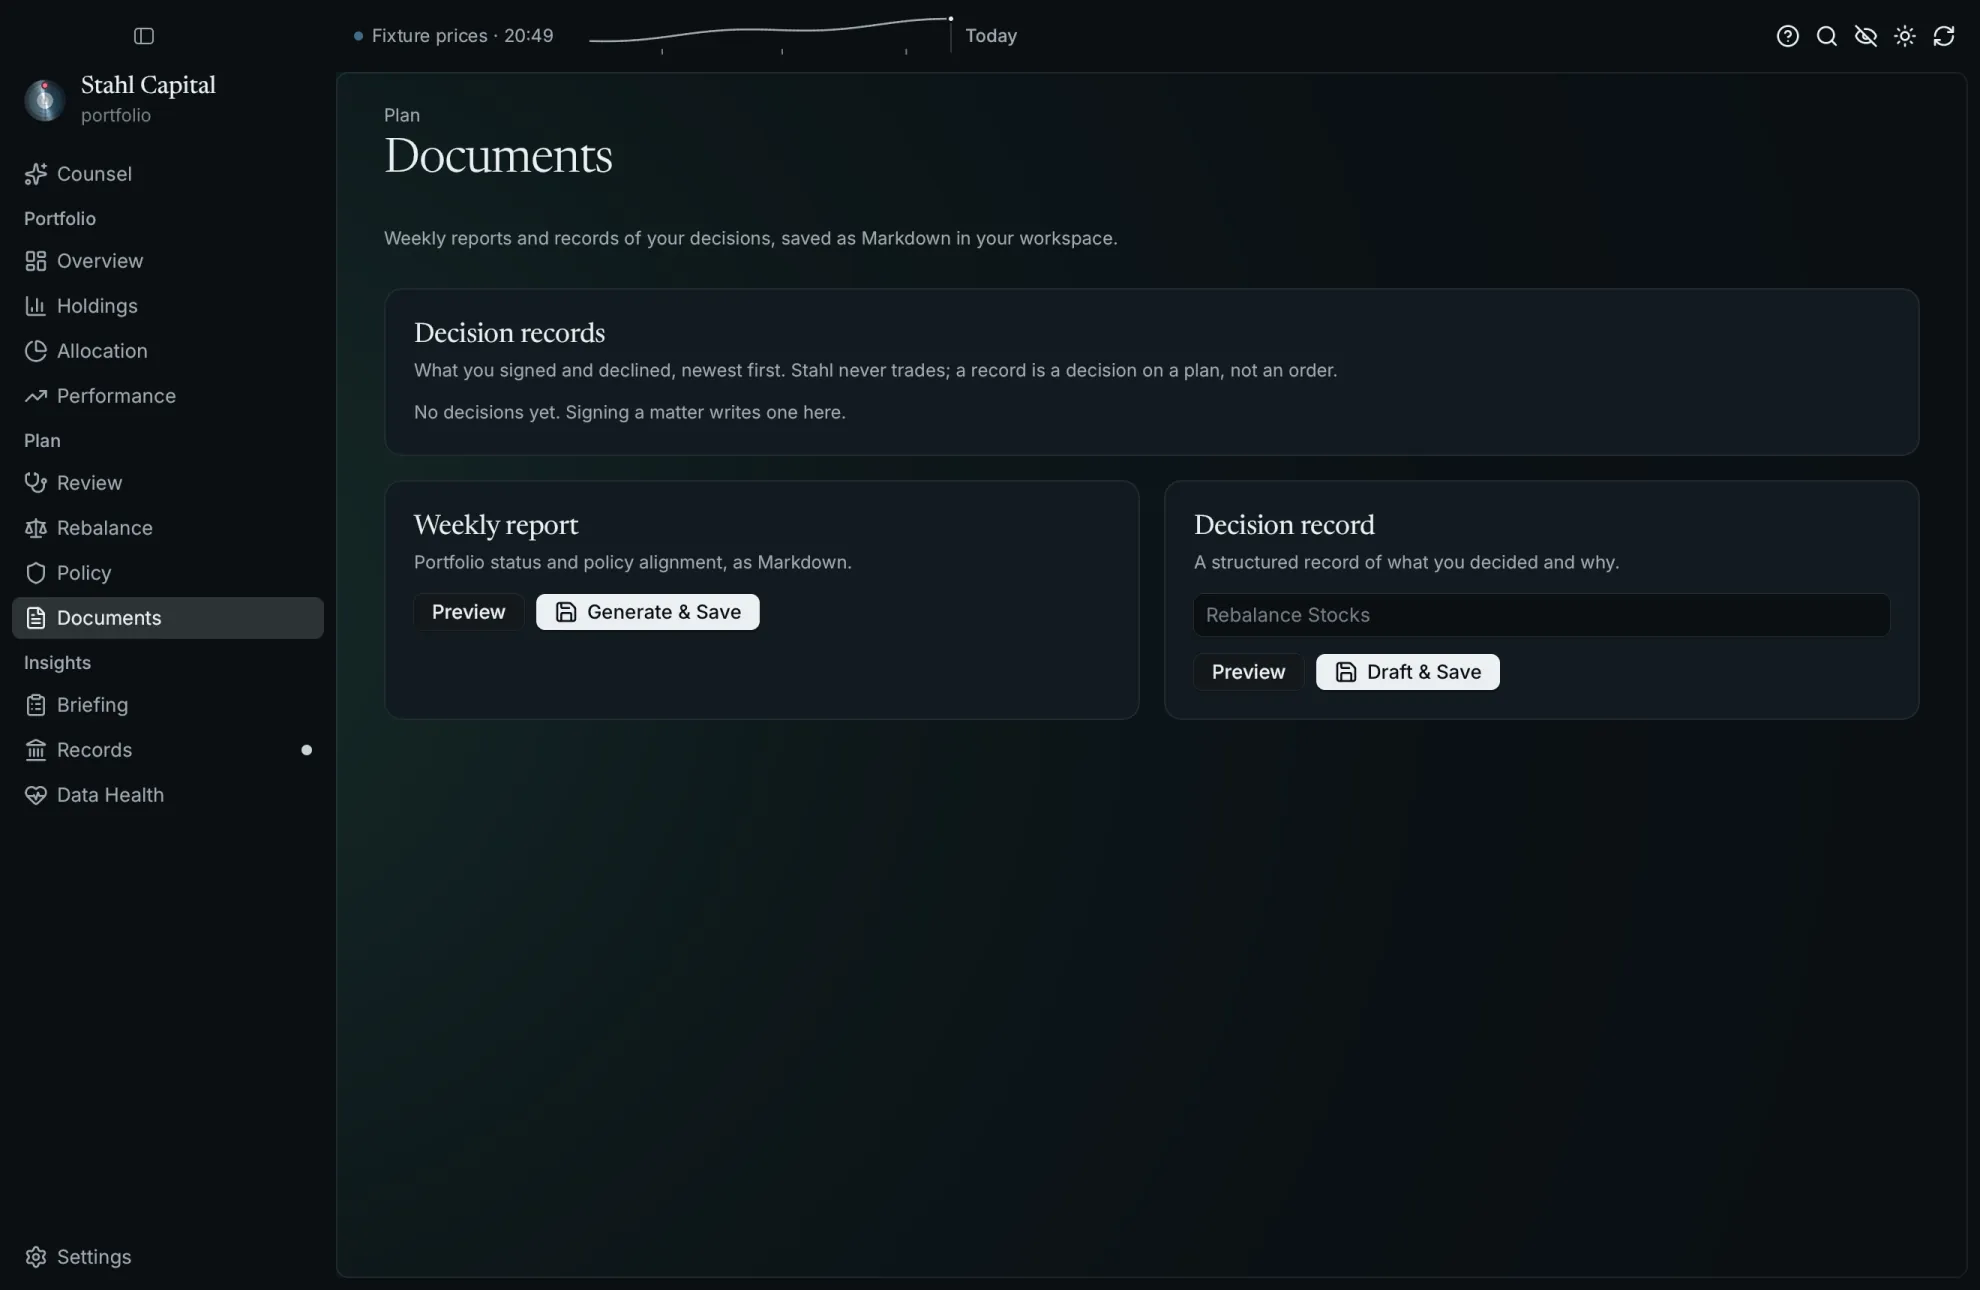 Fixture prices · 20:49
Today
Stahl Capital
portfolio
Counsel
Portfolio
Overview
Holdings
Allocation
Performance
Plan
Review
Rebalance
Policy
Documents
Insights
Briefing
Records
Data Health
Settings
Plan
Documents
Weekly reports and records of your decisions, saved as Markdown in your workspace.
Decision records
What you signed and declined, newest first. Stahl never trades; a record is a decision on a plan, not an order.
No decisions yet. Signing a matter writes one here.
Weekly report
Portfolio status and policy alignment, as Markdown.
Preview
Generate & Save
Decision record
A structured record of what you decided and why.
Rebalance Stocks
Preview
Draft & Save